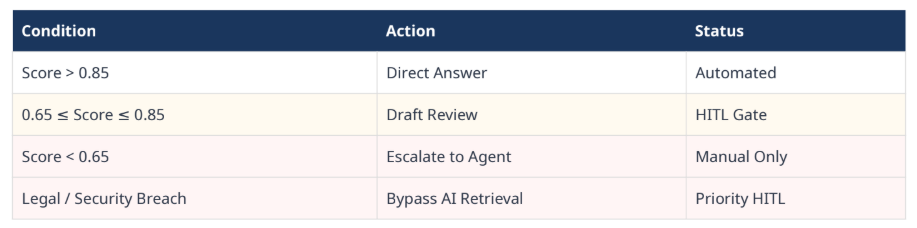 Condition Action Status
Score > 0.85 Direct Answer Automated
0.65 ≤ Score ≤ 0.85 Draft Review HITL Gate
Score < 0.65 Escalate to Agent Manual Only
Legal / Security Breach Bypass AI Retrieval Priority HITL